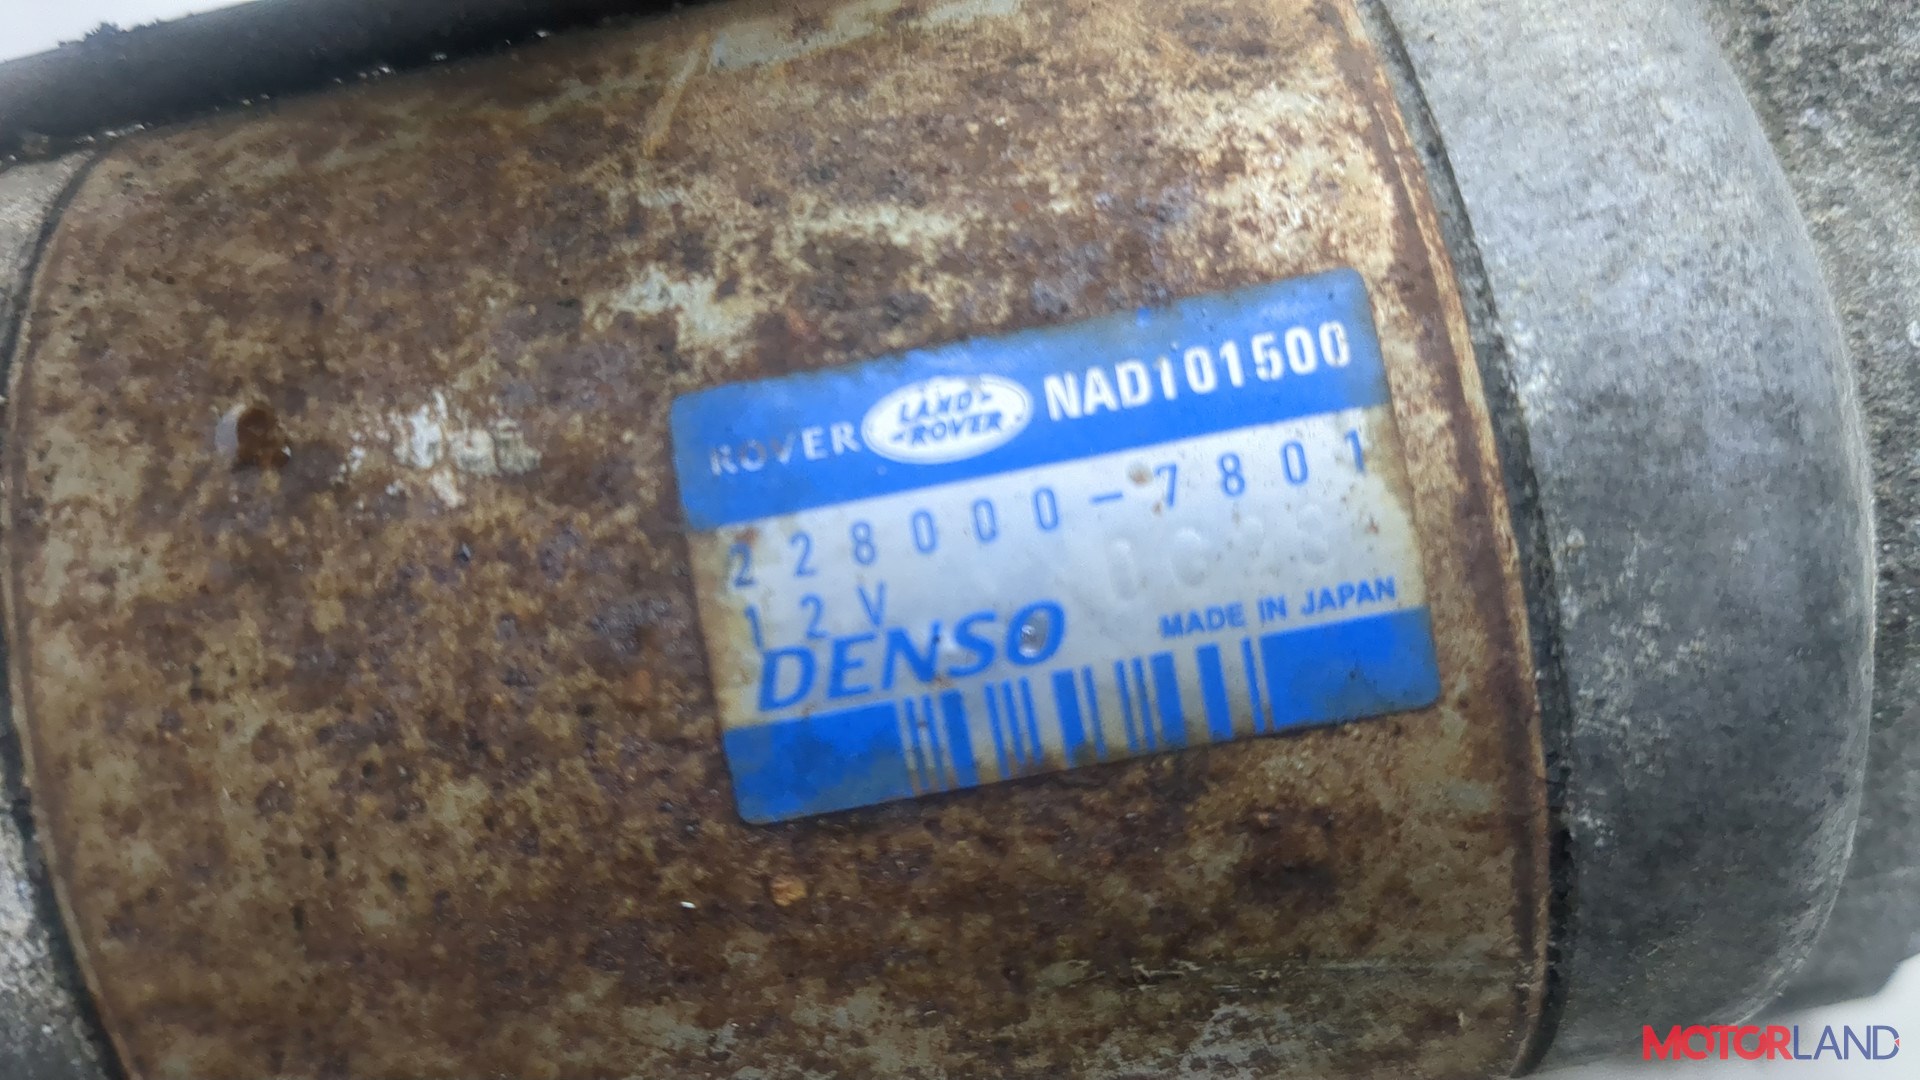 ROVER LAND-ROVER NAD101500
228000-7801
12V
DENSO MADE IN JAPAN
MOTORLAND